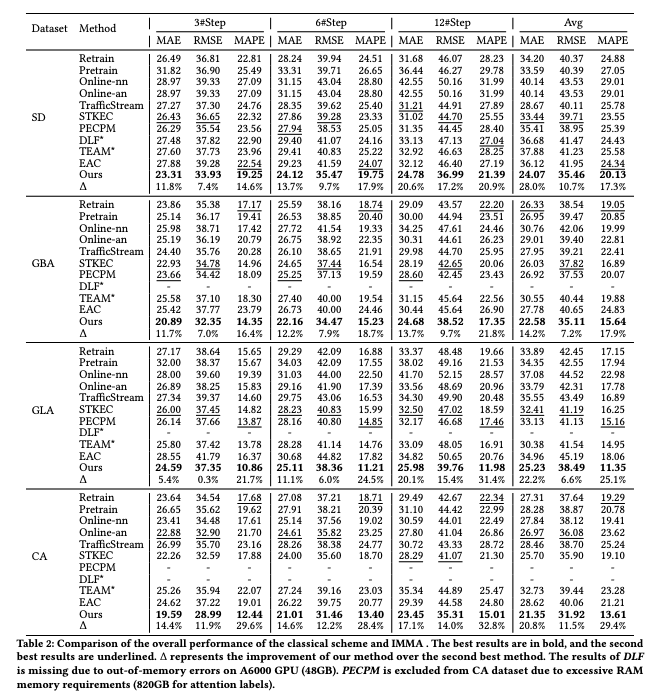 Dataset Method 3#Step 6#Step 12#Step Avg
MAE RMSE MAPE MAE RMSE MAPE MAE RMSE MAPE MAE RMSE MAPE
SD
Retrain 26.49 36.81 22.81 28.24 39.94 24.51 31.68 46.07 28.23 34.20 40.37 24.88
Pretrain 31.82 36.90 25.49 33.31 39.71 26.65 36.44 46.27 29.78 33.59 40.39 27.05
Online-nn 28.97 39.33 27.09 31.15 43.04 28.80 42.55 50.16 31.99 40.14 43.53 29.01
Online-an 28.97 39.33 27.09 31.15 43.04 28.80 42.55 50.16 31.99 40.14 43.53 29.01
TrafficStream 27.27 37.30 24.76 28.35 39.62 25.40 31.21 44.91 27.89 28.67 40.11 25.78
STKEC 26.43 36.65 22.32 27.86 39.28 23.33 31.02 44.70 25.55 33.44 39.71 23.55
PECPM 26.29 35.54 23.56 27.94 38.53 25.05 31.35 44.45 28.40 35.41 38.95 25.39
DLF* 27.48 37.82 22.90 29.40 41.07 24.16 33.13 47.13 27.04 36.68 41.47 24.43
TEAM* 27.60 37.73 23.96 29.41 40.83 25.22 32.92 46.63 28.25 37.88 41.23 25.58
EAC 27.88 39.28 22.54 29.23 41.59 24.07 32.12 46.40 27.19 36.12 41.95 24.34
Ours 23.31 33.93 19.25 24.12 35.47 19.75 24.78 36.99 21.39 24.07 35.46 20.13
Δ 11.8% 7.4% 14.6% 13.7% 9.7% 17.9% 20.6% 17.2% 20.9% 28.0% 10.7% 17.3%
GBA
Retrain 23.86 35.38 17.17 25.59 38.16 18.74 29.09 43.57 22.20 26.33 38.54 19.05
Pretrain 25.14 36.17 19.41 26.53 38.85 20.40 30.00 44.94 23.51 26.95 39.47 20.85
Online-nn 25.98 38.71 17.42 27.72 41.54 19.33 34.25 47.61 24.46 30.76 42.06 19.99
Online-an 25.19 36.19 20.79 26.75 38.92 22.35 30.31 44.61 26.23 29.01 39.40 22.81
TrafficStream 24.40 35.76 20.28 26.10 38.65 21.91 29.98 44.70 25.95 27.95 39.21 22.41
STKEC 22.93 34.78 14.96 24.65 37.44 16.54 28.19 42.65 20.06 26.03 37.82 16.89
PECPM 23.66 34.42 18.09 25.25 37.13 19.59 28.60 42.45 23.43 26.92 37.53 20.07
DLF* - - - - - - - - - - - -
TEAM* 25.58 37.10 18.30 27.40 40.00 19.54 31.15 45.64 22.56 30.55 40.44 19.88
EAC 25.42 37.77 23.79 26.73 40.00 24.46 30.44 45.64 26.90 27.78 40.65 24.83
Ours 20.89 32.35 14.35 22.16 34.47 15.23 24.68 38.52 17.35 22.58 35.11 15.64
Δ 11.7% 7.0% 16.4% 12.2% 7.9% 18.7% 13.7% 9.7% 21.8% 14.2% 7.2% 17.9%
GLA
Retrain 27.17 38.64 15.65 29.29 42.09 16.88 33.37 48.48 19.66 33.89 42.45 17.15
Pretrain 32.00 38.37 15.67 34.03 42.09 17.55 38.02 49.16 21.53 34.35 42.55 17.94
Online-nn 28.00 39.60 19.39 31.03 44.00 22.50 41.70 52.15 28.57 37.08 44.52 22.98
Online-an 26.89 38.25 15.83 29.16 41.90 17.39 33.56 48.69 20.96 33.79 42.31 17.78
TrafficStream 27.34 39.37 14.60 29.75 43.06 16.53 34.30 49.90 20.48 35.55 43.49 16.89
STKEC 26.00 37.45 14.82 28.23 40.83 15.99 32.50 47.02 18.59 32.41 41.19 16.25
PECPM 26.14 37.66 13.87 28.16 40.80 14.85 32.17 46.68 17.46 33.13 41.13 15.16
DLF* - - - - - - - - - - - -
TEAM* 25.80 37.42 13.78 28.28 41.14 14.76 33.09 48.05 16.91 30.38 41.54 14.95
EAC 28.55 41.79 16.37 30.68 44.82 17.82 34.82 50.65 20.76 34.96 45.19 18.06
Ours 24.59 37.35 10.86 25.11 38.36 11.21 25.98 39.76 11.98 25.23 38.49 11.35
Δ 5.4% 0.3% 21.7% 11.1% 6.0% 24.5% 20.1% 15.4% 31.4% 22.2% 6.6% 25.1%
CA
Retrain 23.64 34.54 17.68 27.08 37.21 18.71 29.49 42.67 22.34 27.31 37.64 19.29
Pretrain 26.65 35.62 19.62 27.91 38.21 20.39 31.10 44.42 22.99 28.28 38.87 20.78
Online-nn 23.41 34.48 17.61 25.14 37.56 19.02 30.59 44.01 22.49 27.84 38.12 19.41
Online-an 22.88 32.90 21.70 24.61 35.82 23.25 27.80 41.04 26.86 26.97 36.08 23.62
TrafficStream 26.99 35.70 23.16 28.26 38.38 24.77 30.72 43.33 28.72 28.46 38.70 25.24
STKEC 22.26 32.59 17.88 24.00 35.60 18.70 28.29 41.07 21.30 25.70 35.90 19.10
PECPM - - - - - - - - - - - -
DLF* - - - - - - - - - - - -
TEAM* 25.26 35.94 22.07 27.24 39.16 23.03 35.34 44.89 25.47 32.73 39.44 23.28
EAC 24.62 37.22 19.01 26.22 39.75 20.77 29.39 44.58 24.80 28.62 40.06 21.21
Ours 19.59 28.99 12.44 21.01 31.46 13.40 23.45 35.31 15.01 21.35 31.92 13.61
Δ 14.4% 11.9% 29.6% 14.6% 12.2% 28.4% 17.1% 14.0% 32.8% 20.8% 11.5% 29.4%
Table 2: Comparison of the overall performance of the classical scheme and IMMA . The best results are in bold, and the second
best results are underlined. Δ represents the improvement of our method over the second best method. The results of DLF
is missing due to out-of-memory errors on A6000 GPU (48GB). PECPM is excluded from CA dataset due to excessive RAM
memory requirements (820GB for attention labels).